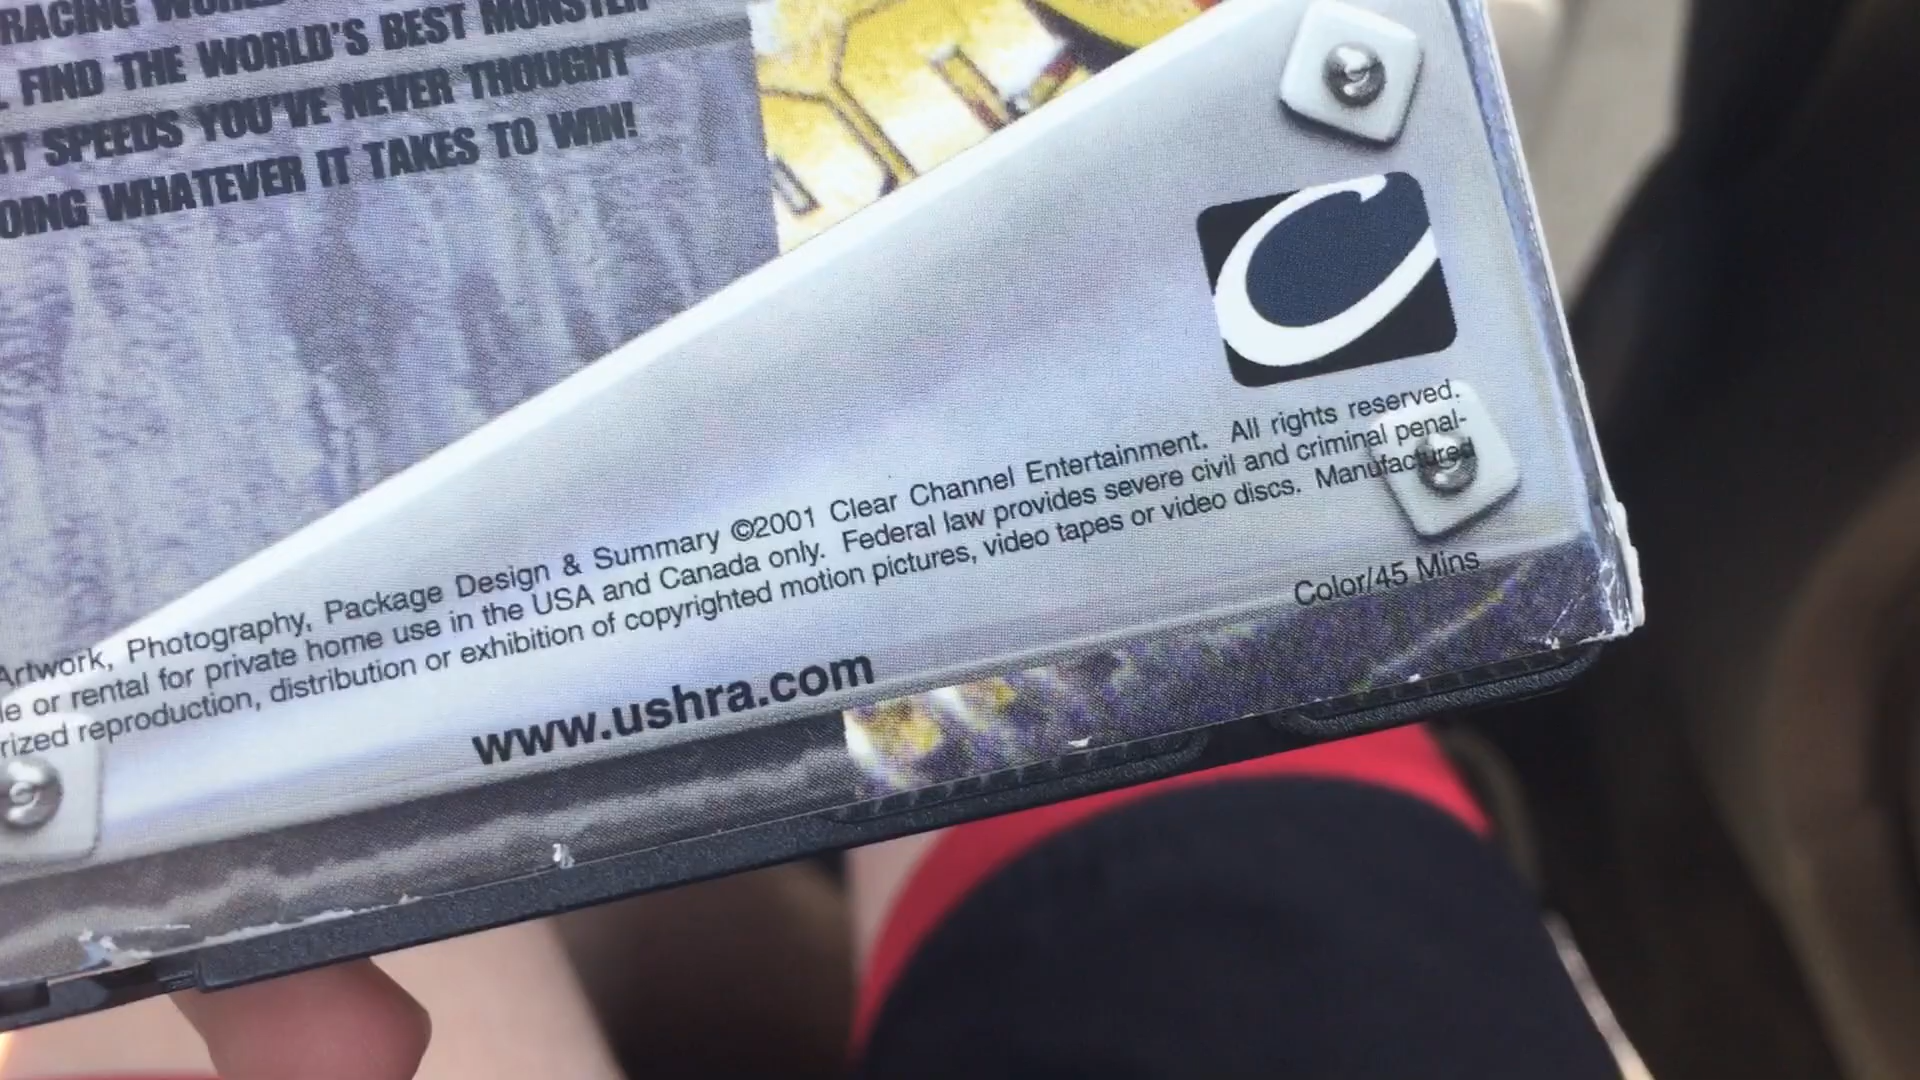 RACING
FIND THE WORLD'S BEST MONSTER
SPEEDS YOU'VE NEVER THOUGHT
OING WHATEVER IT TAKES TO WIN!
Artwork, Photography, Package Design & Summary ©2001 Clear Channel Entertainment. All rights reserved.
le or rental for private home use in the USA and Canada only. Federal law provides severe civil and criminal penal-
rized reproduction, distribution or exhibition of copyrighted motion pictures, video tapes or video discs. Manufactured
www.ushra.com
Color/45 Mins